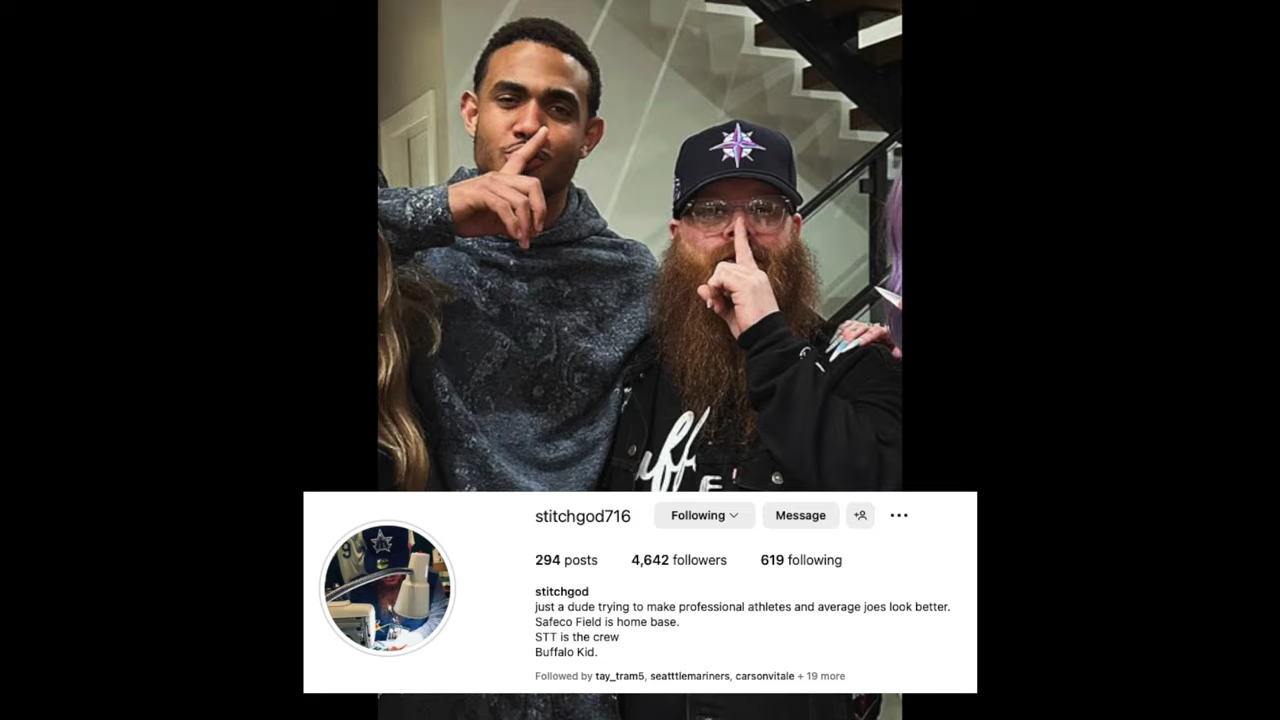 stitchgod716 Following Message
294 posts 4,642 followers 619 following
stitchgod
just a dude trying to make professional athletes and average joes look better.
Safeco Field is home base.
STT is the crew
Buffalo Kid.
Followed by tay_tram5, seatttlemariners, carsonvitale + 19 more